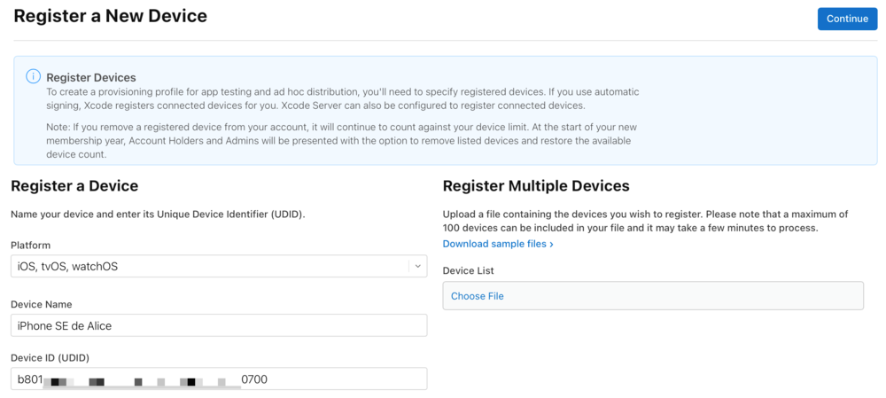 Register a New Device
Continue
Register Devices
To create a provisioning profile for app testing and ad hoc distribution, you'll need to specify registered devices. If you use automatic
signing, Xcode registers connected devices for you. Xcode Server can also be configured to register connected devices.
Note: If you remove a registered device from your account, it will continue to count against your device limit. At the start of your new
membership year, Account Holders and Admins will be presented with the option to remove listed devices and restore the available
device count.
Register a Device
Name your device and enter its Unique Device Identifier (UDID).
Platform
iOS, tvOS, watchOS
Device Name
iPhone SE de Alice
Device ID (UDID)
b801 0700
Register Multiple Devices
Upload a file containing the devices you wish to register. Please note that a maximum of
100 devices can be included in your file and it may take a few minutes to process.
Download sample files ›
Device List
Choose File